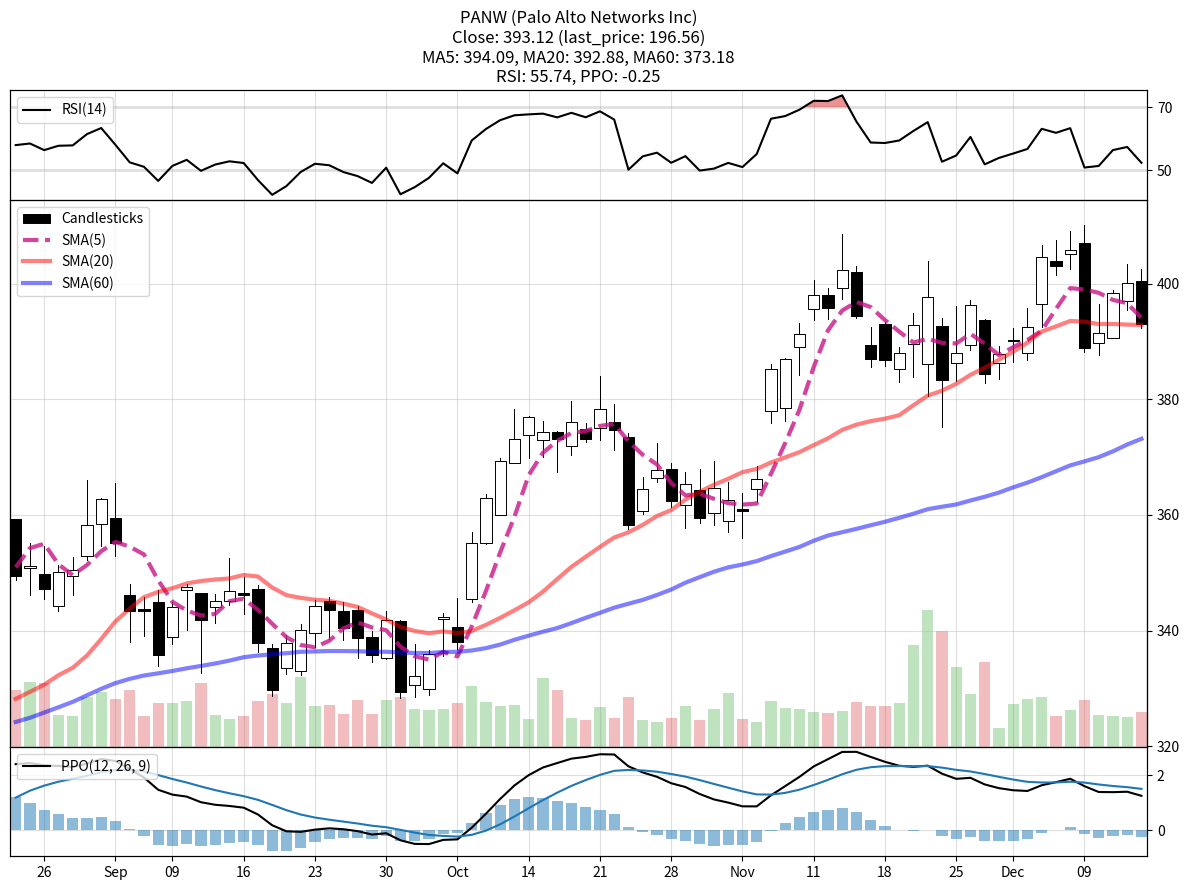 PANW (Palo Alto Networks Inc)
Close: 393.12 (last_price: 196.56)
MA5: 394.09, MA20: 392.88, MA60: 373.18
RSI: 55.74, PPO: -0.25
RSI(14)
70
50
Candlesticks
SMA(5)
SMA(20)
SMA(60)
400
380
360
340
320
PPO(12,26,9)
2
0
26 Sep 09 16 23 30 Oct 14 21 28 Nov 11 18 25 Dec 09